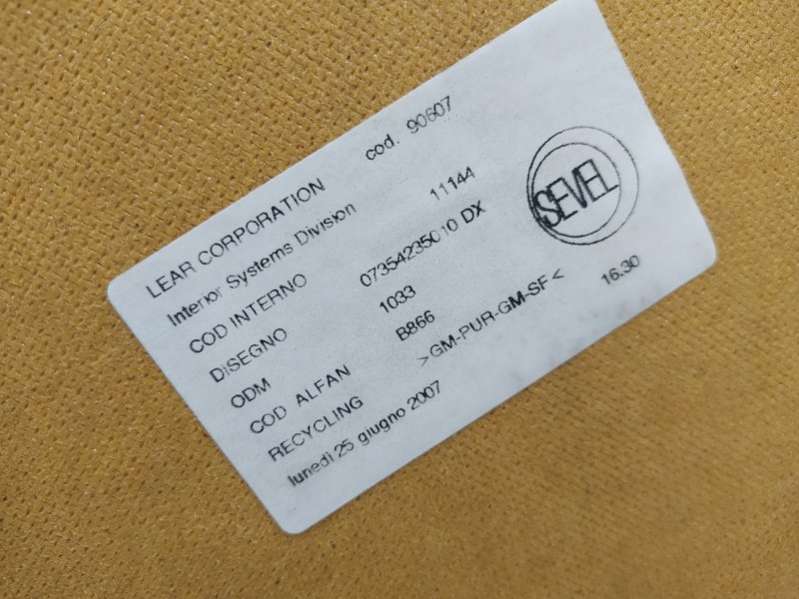 LEAR CORPORATION cod. 90607
Interior Systems Division
COD INTERNO 11144
DISEGNO 07354235010 DX
ODM 1033
COD ALFAN B866
RECYCLING >GM-PUR-GM-SF<
lunedì 25 giugno 2007 16.30
SEVEL